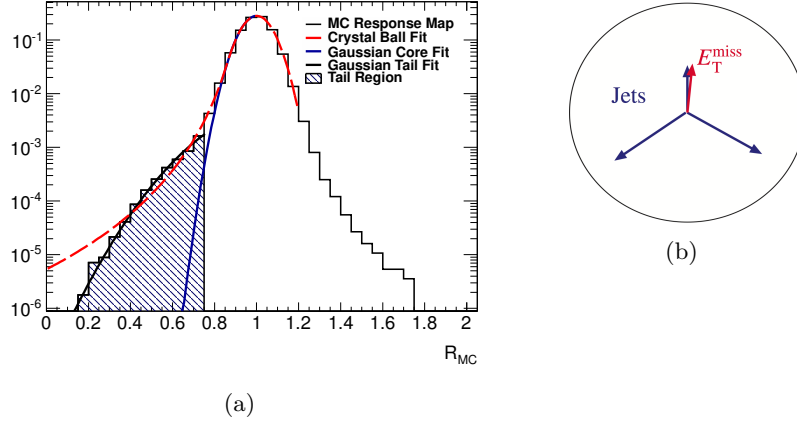 10⁻¹
10⁻²
10⁻³
10⁻⁴
10⁻⁵
10⁻⁶
MC Response Map
Crystal Ball Fit
Gaussian Core Fit
Gaussian Tail Fit
Tail Region
0 0.2 0.4 0.6 0.8 1 1.2 1.4 1.6 1.8 2
R_MC
(a)
Jets
E_T^miss
(b)